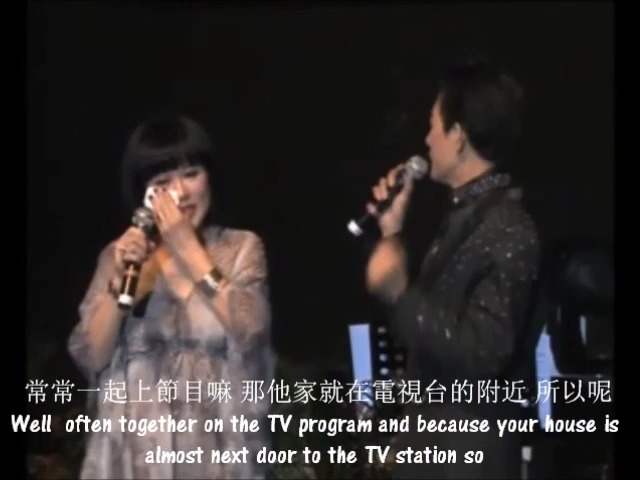 常常一起上節目嘛 那他家就在電視台的附近 所以呢
Well often together on the TV program and because your house is
almost next door to the TV station so